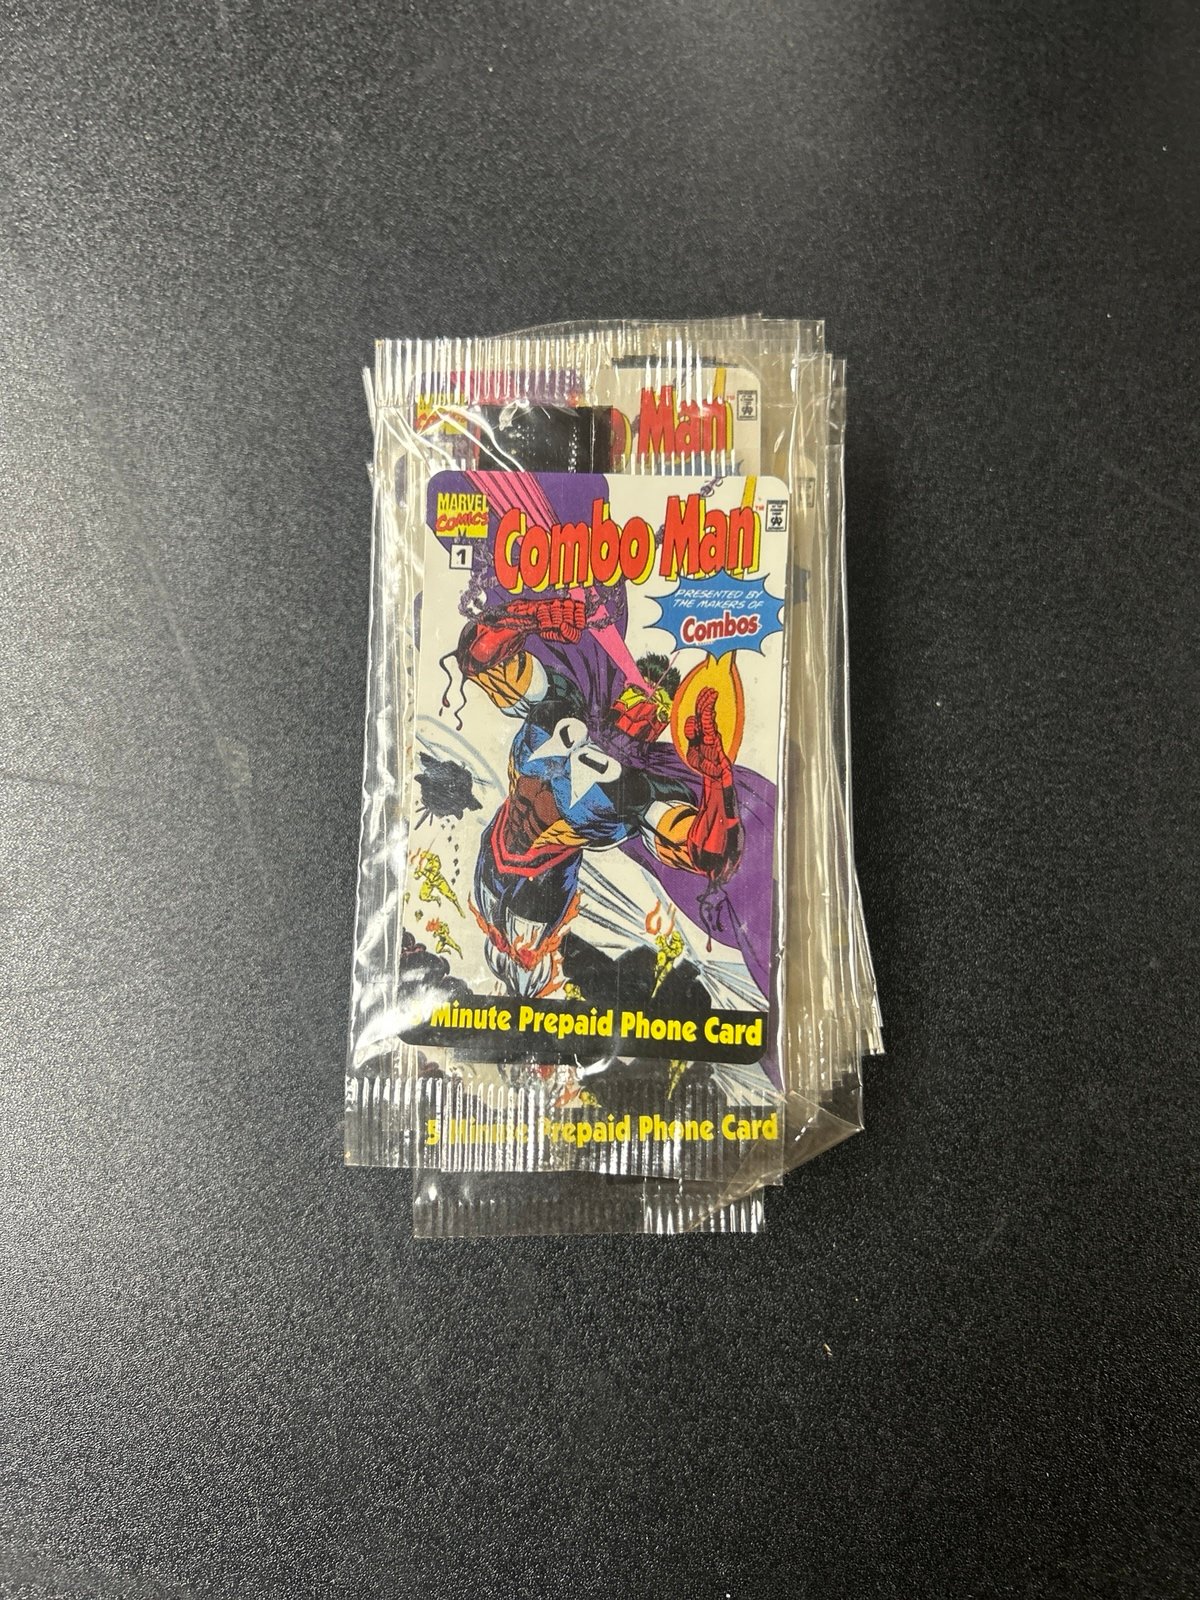 Man
MARVEL
COMICS
1
Combo Man™
PRESENTED BY
THE MAKERS OF
Combos
Minute Prepaid Phone Card
5 Minute Prepaid Phone Card